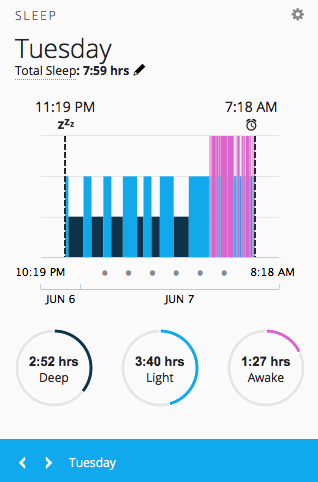 SLEEP
Tuesday
Total Sleep: 7:59 hrs
11:19 PM 7:18 AM
zzz
10:19 PM 8:18 AM
JUN 6 JUN 7
2:52 hrs 3:40 hrs 1:27 hrs
Deep Light Awake
Tuesday